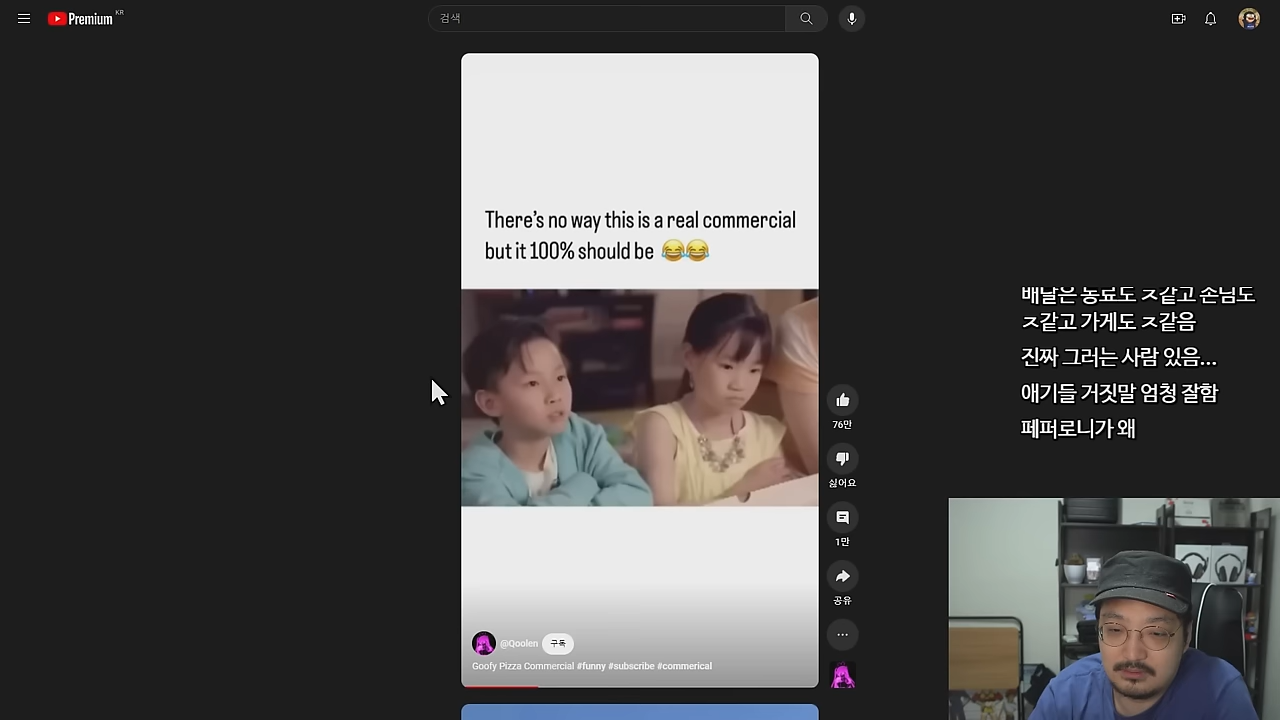 Premium KR
검색
There's no way this is a real commercial
but it 100% should be 😂😂
76만
싫어요
1만
공유
@Qoolen 구독
Goofy Pizza Commercial #funny #subscribe #commerical
배달은 동료도 ㅈ같고 손님도
ㅈ같고 가게도 ㅈ같음
진짜 그러는 사람 있음...
애기들 거짓말 엄청 잘함
페퍼로니가 왜